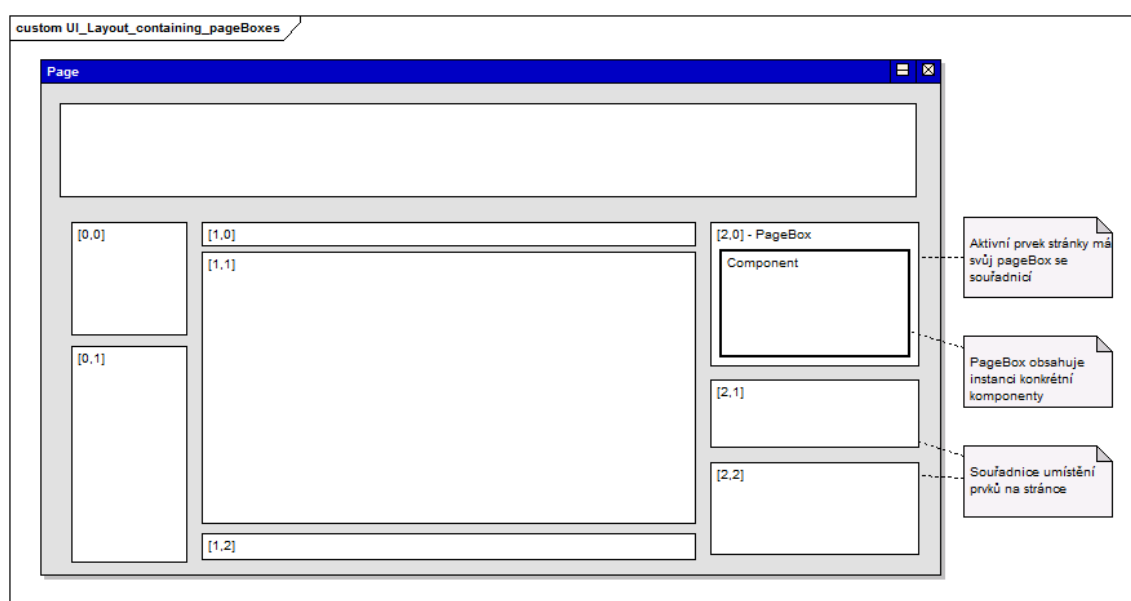 custom UI_Layout_containing_pageBoxes
Page
[0,0]
[0,1]
[1,0]
[1,1]
[1,2]
[2,0] - PageBox
Component
[2,1]
[2,2]
Aktivní prvek stránky má
svůj pageBox se
souřadnicí
PageBox obsahuje
instanci konkrétní
komponenty
Souřadnice umístění
prvků na stránce